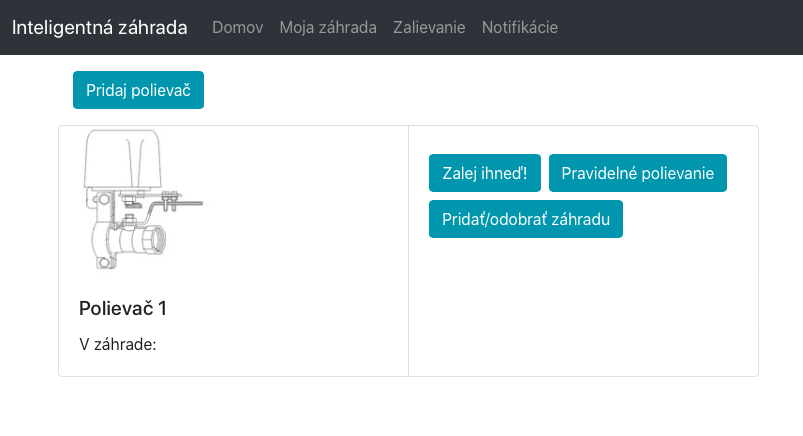 Inteligentná záhrada Domov Moja záhrada Zalievanie Notifikácie
Pridaj polievač
Zalej ihneď! Pravidelné polievanie
Pridať/odobrať záhradu
Polievač 1
V záhrade: